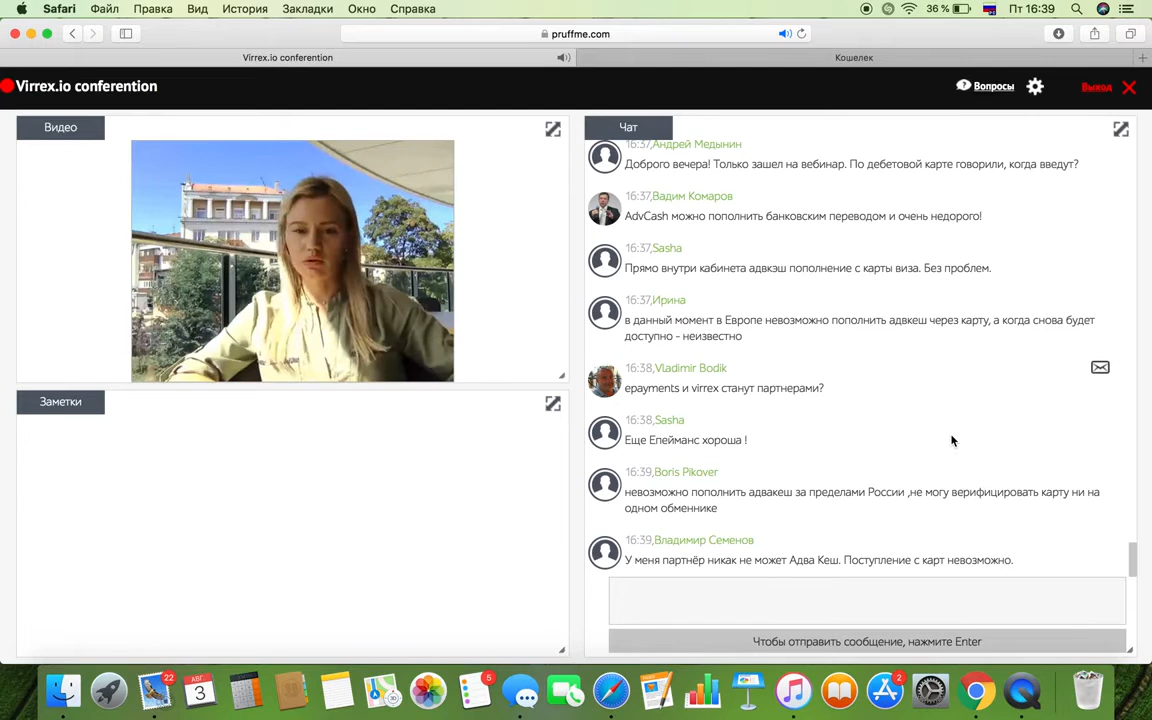 Safari Файл Правка Вид История Закладки Окно Справка 36 % Пт 16:39
pruffme.com
Virrex.io conferention Кошелек
Virrex.io conferention Вопросы Выход
Видео
Чат
16:37,Андрей Медынин
Доброго вечера! Только зашел на вебинар. По дебетовой карте говорили, когда введут?
16:37,Вадим Комаров
AdvCash можно пополнить банковским переводом и очень недорого!
16:37,Sasha
Прямо внутри кабинета адвкэш пополнение с карты виза. Без проблем.
16:37,Ирина
в данный момент в Европе невозможно пополнить адвкеш через карту, а когда снова будет
доступно - неизвестно
16:38,Vladimir Bodik
epayments и virrex станут партнерами?
Заметки
16:38,Sasha
Еще Епейманс хороша !
16:39,Boris Pikover
невозможно пополнить адвакеш за пределами России ,не могу верифицировать карту ни на
одном обменнике
16:39,Владимир Семенов
У меня партнёр никак не может Адва Кеш. Поступление с карт невозможно.
Чтобы отправить сообщение, нажмите Enter
22 АВГ. 3 5 2